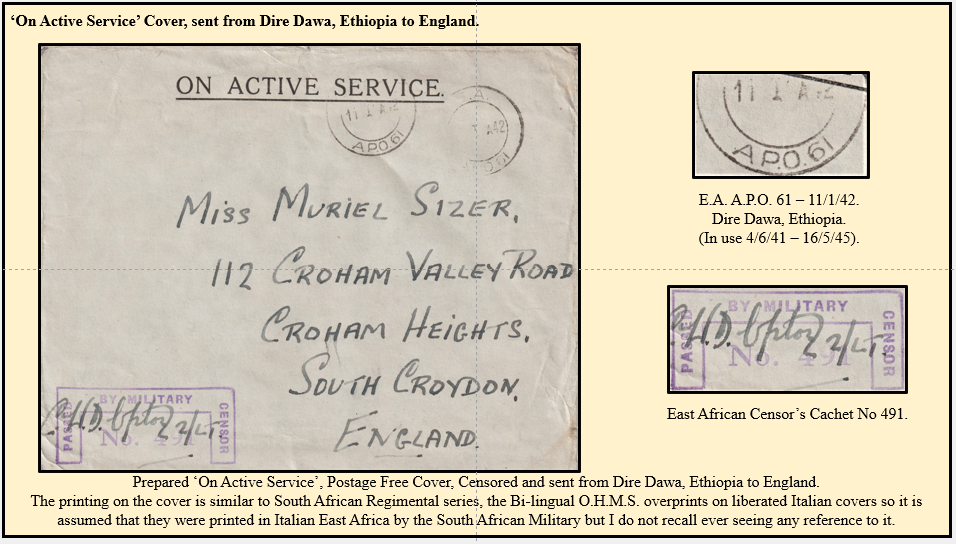 ‘On Active Service’ Cover, sent from Dire Dawa, Ethiopia to England.
ON ACTIVE SERVICE.
11 1 A 42
A.P.O. 61
A
A42
61
Miss Muriel Sizer,
112 Croham Valley Road
Croham Heights,
South Croydon,
England.
PASSED
BY MILITARY
CENSOR
No. 491
2/Lt.
11 1 A 42
A.P.O. 61
E.A. A.P.O. 61 – 11/1/42.
Dire Dawa, Ethiopia.
(In use 4/6/41 – 16/5/45).
PASSED
BY MILITARY
CENSOR
No. 491
2/Lt.
East African Censor’s Cachet No 491.
Prepared ‘On Active Service’, Postage Free Cover, Censored and sent from Dire Dawa, Ethiopia to England.
The printing on the cover is similar to South African Regimental series, the Bi-lingual O.H.M.S. overprints on liberated Italian covers so it is
assumed that they were printed in Italian East Africa by the South African Military but I do not recall ever seeing any reference to it.